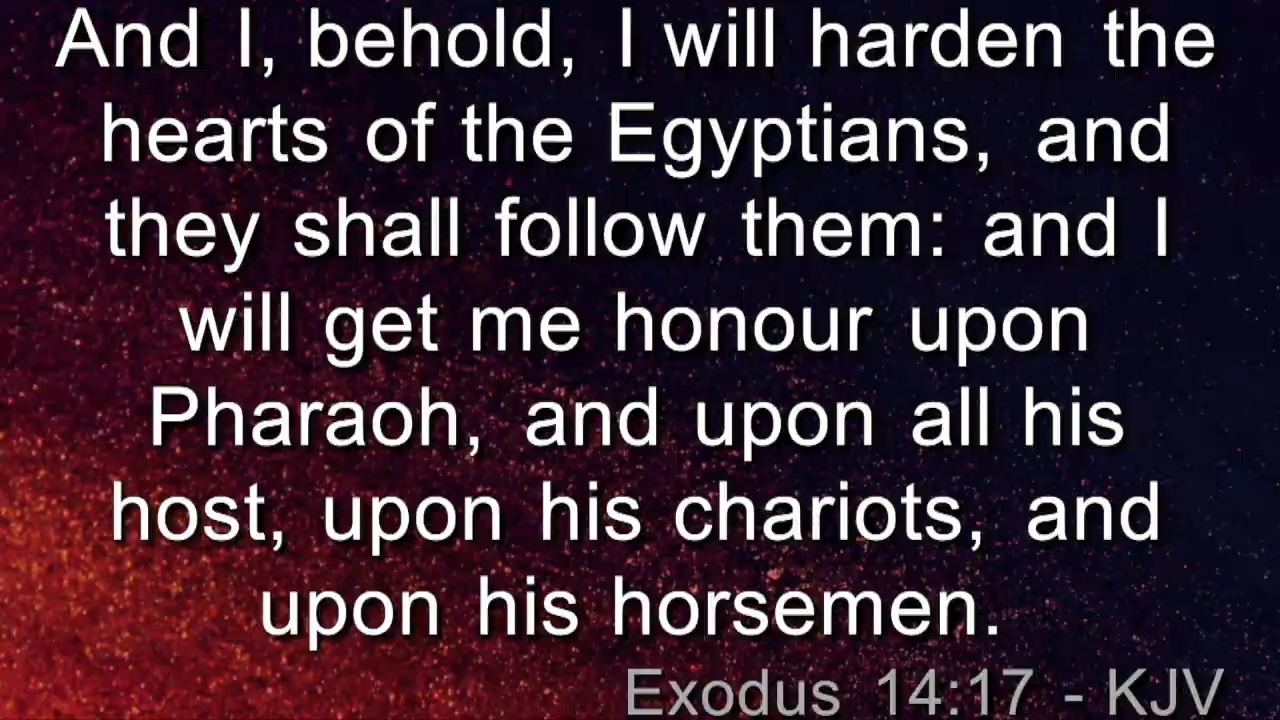 And I, behold, I will harden the
hearts of the Egyptians, and
they shall follow them: and I
will get me honour upon
Pharaoh, and upon all his
host, upon his chariots, and
upon his horsemen.
Exodus 14:17 - KJV